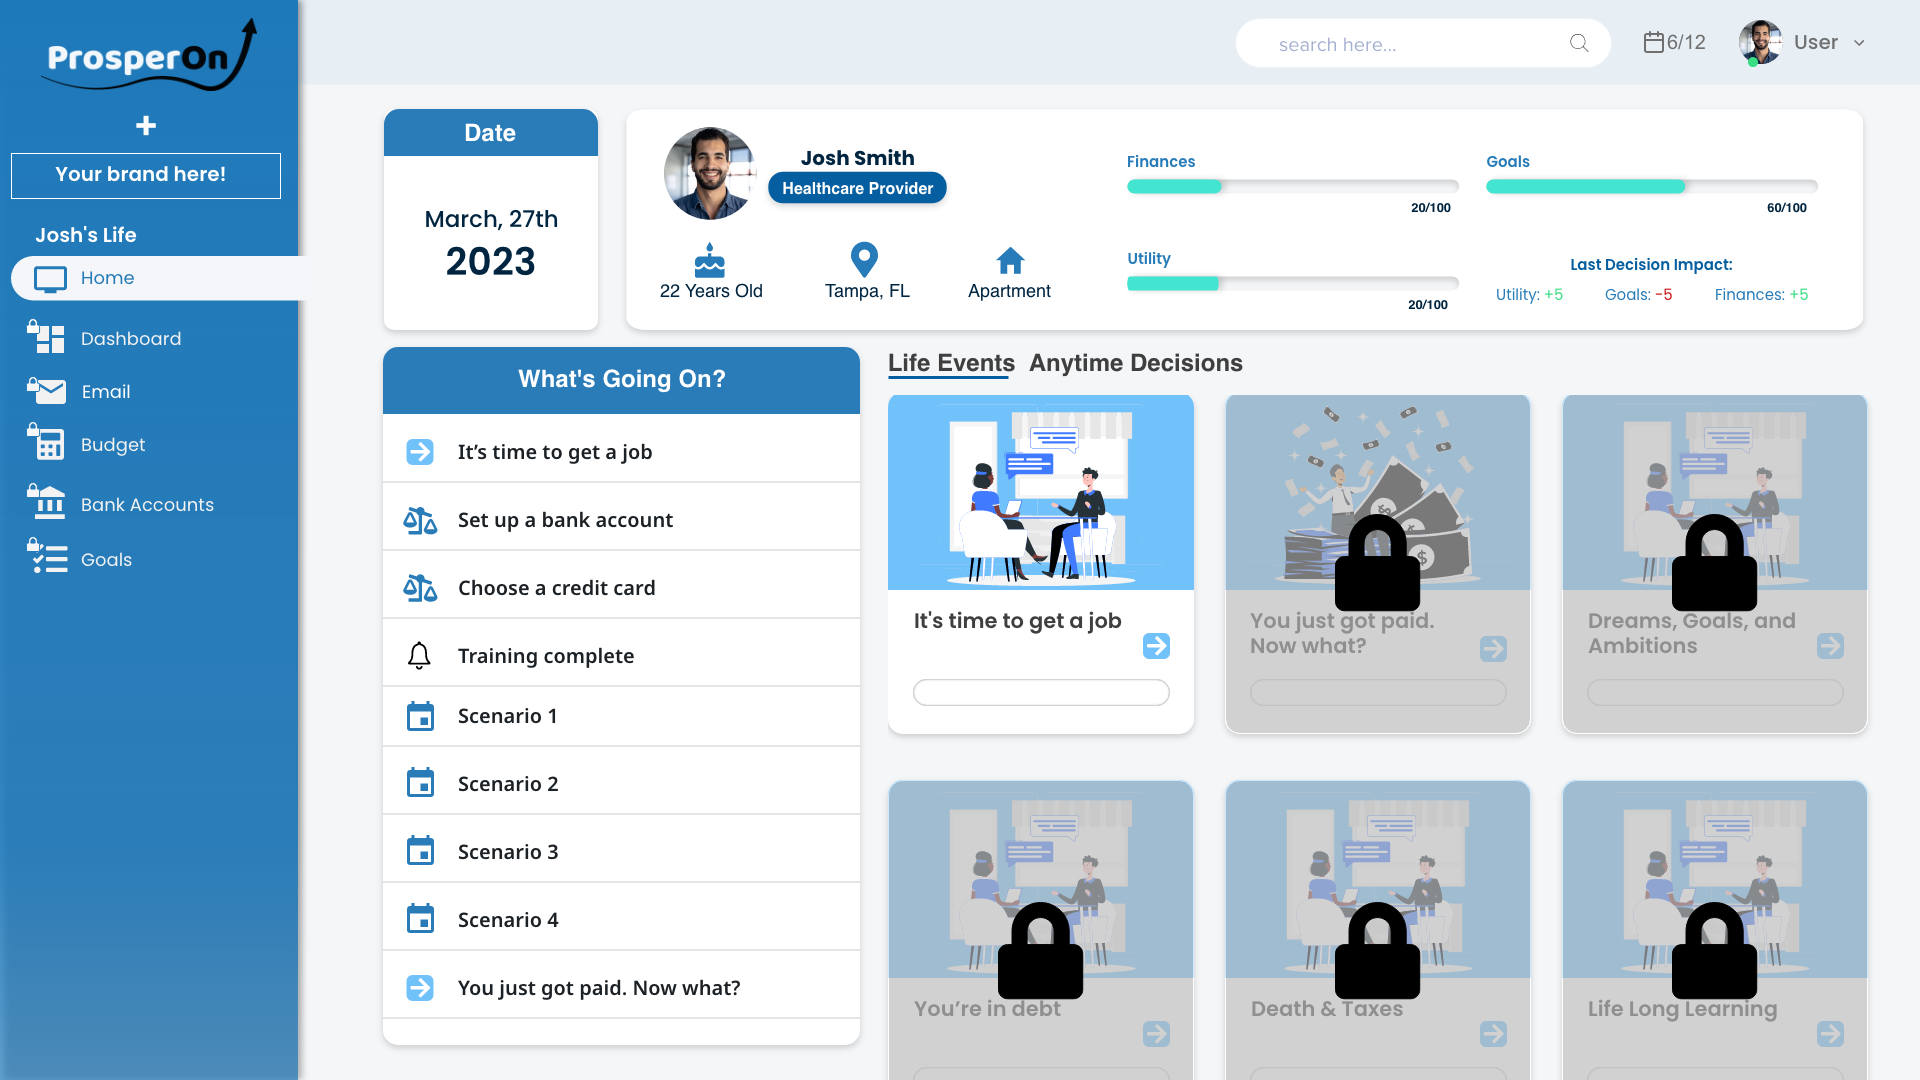 ProsperOn
+
Your brand here!
Josh's Life
Home
Dashboard
Email
Budget
Bank Accounts
Goals
search here...
6/12
User
Date
March, 27th
2023
Josh Smith
Healthcare Provider
22 Years Old
Tampa, FL
Apartment
Finances
20/100
Goals
60/100
Utility
20/100
Last Decision Impact:
Utility: +5
Goals: -5
Finances: +5
What's Going On?
It’s time to get a job
Set up a bank account
Choose a credit card
Training complete
Scenario 1
Scenario 2
Scenario 3
Scenario 4
You just got paid. Now what?
Life Events
Anytime Decisions
It's time to get a job
You just got paid.
Now what?
Dreams, Goals, and
Ambitions
You’re in debt
Death & Taxes
Life Long Learning